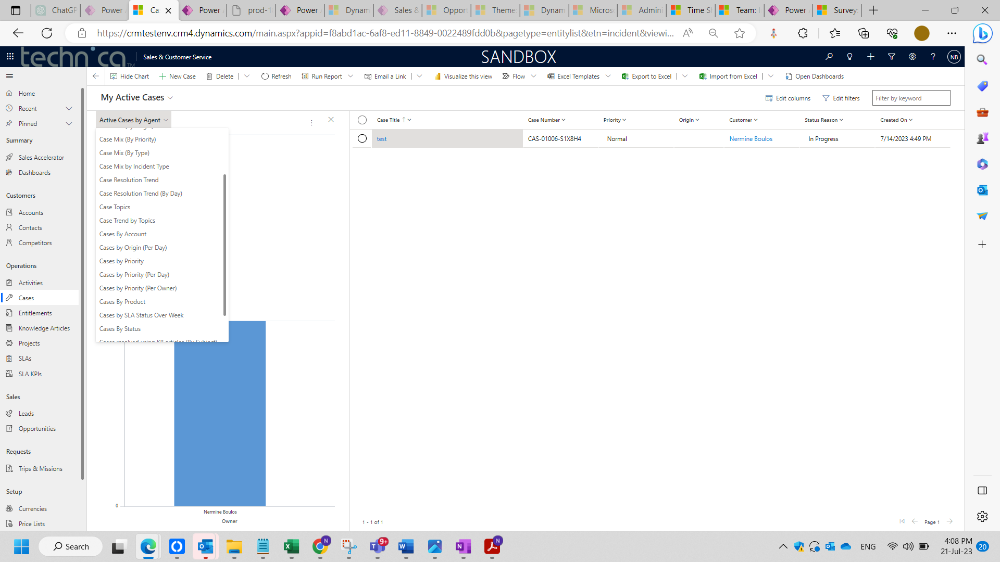 ChatGP
Power A
Ca
Power A
prod-1
Power A
Dynam
Sales &
Opport
Theme:
Dynam
Micros
Admini
Time Sh
Team: I
Power A
Survey:
https://crmtestenv.crm4.dynamics.com/main.aspx?appid=f8abd1ac-6af8-ed11-8849-0022489fdd0b&pagetype=entitylist&etn=incident&viewi...
technica™
Sales & Customer Service
SANDBOX
NB
Hide Chart
New Case
Delete
Refresh
Run Report
Email a Link
Visualize this view
Flow
Excel Templates
Export to Excel
Import from Excel
Open Dashboards
Home
Recent
Pinned
Summary
Sales Accelerator
Dashboards
Customers
Accounts
Contacts
Competitors
Operations
Activities
Cases
Entitlements
Knowledge Articles
Projects
SLAs
SLA KPIs
Sales
Leads
Opportunities
Requests
Trips & Missions
Setup
Currencies
Price Lists
My Active Cases
Edit columns
Edit filters
Filter by keyword
Active Cases by Agent
Case Mix (By Priority)
Case Mix (By Type)
Case Mix by Incident Type
Case Resolution Trend
Case Resolution Trend (By Day)
Case Topics
Case Trend by Topics
Cases By Account
Cases by Origin (Per Day)
Cases by Priority
Cases by Priority (Per Day)
Cases by Priority (Per Owner)
Cases By Product
Cases by SLA Status Over Week
Cases By Status
Cases resolved using KB articles (By Subject)
0
Nermine Boulos
Owner
Case Title
Case Number
Priority
Origin
Customer
Status Reason
Created On
test
CAS-01006-S1X8H4
Normal
Nermine Boulos
In Progress
7/14/2023 4:49 PM
1 - 1 of 1
Page 1
Search
N
9+
N
ENG
4:08 PM
21-Jul-23
20